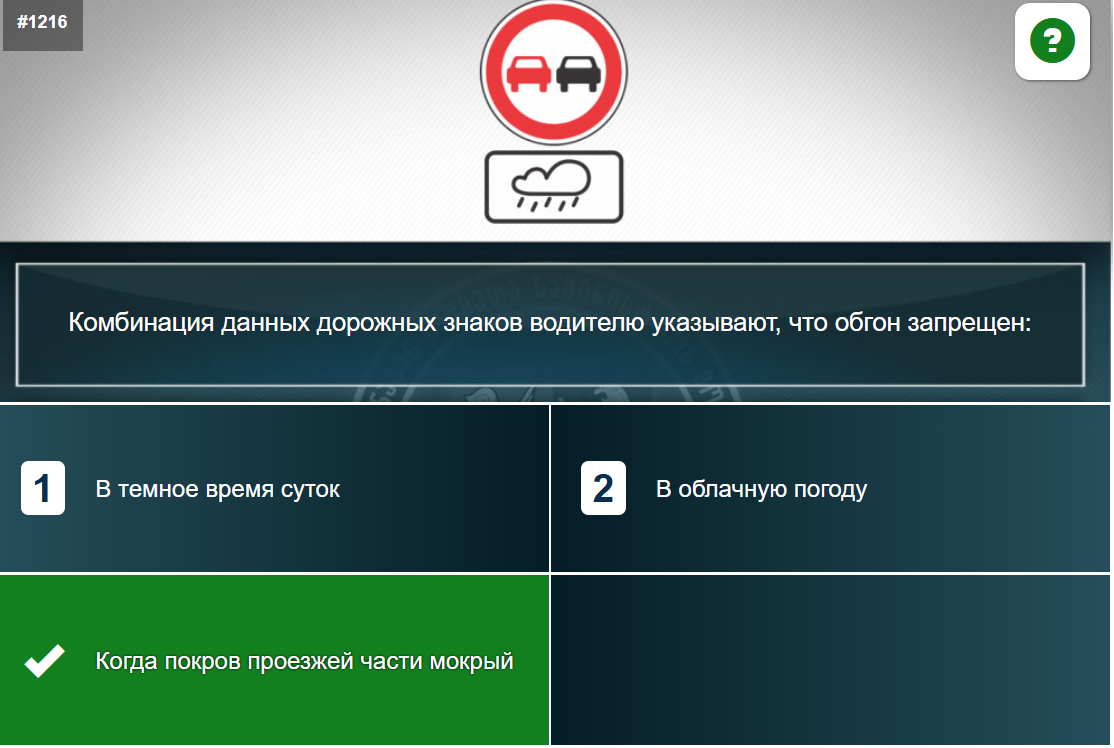 #1216
?
Комбинация данных дорожных знаков водителю указывают, что обгон запрещен:
1 В темное время суток
2 В облачную погоду
Когда покров проезжей части мокрый